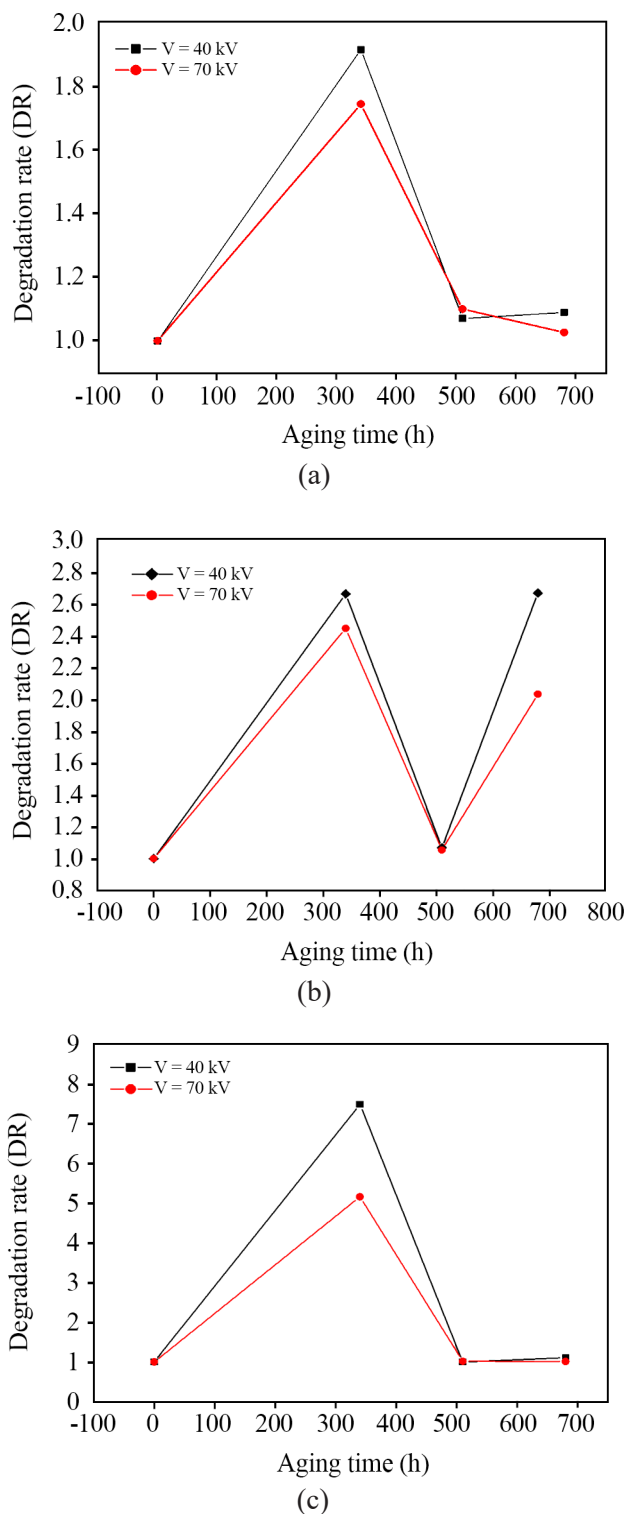 2.0
V = 40 kV
V = 70 kV
1.8
1.6
1.4
1.2
1.0
Degradation rate (DR)
-100 0 100 200 300 400 500 600 700
Aging time (h)
(a)
3.0
2.8
V = 40 kV
V = 70 kV
2.6
2.4
2.2
2.0
1.8
1.6
1.4
1.2
1.0
0.8
Degradation rate (DR)
-100 0 100 200 300 400 500 600 700 800
Aging time (h)
(b)
9
V = 40 kV
V = 70 kV
8
7
6
5
4
3
2
1
0
Degradation rate (DR)
-100 0 100 200 300 400 500 600 700
Aging time (h)
(c)